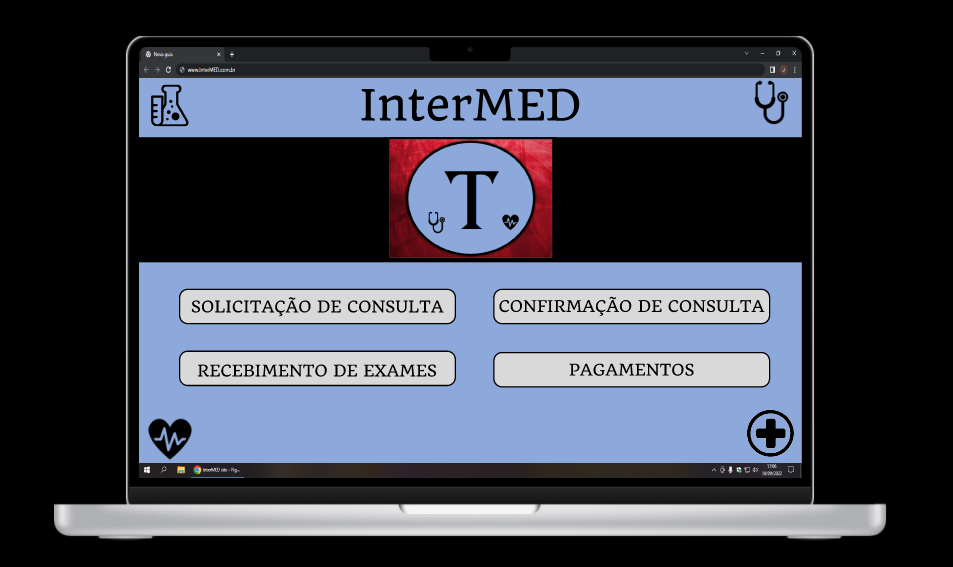 Nova guia
www.InterMED.com.br
InterMED
T
SOLICITAÇÃO DE CONSULTA
CONFIRMAÇÃO DE CONSULTA
RECEBIMENTO DE EXAMES
PAGAMENTOS
InterMED site - Fig...
17:06
18/09/2022